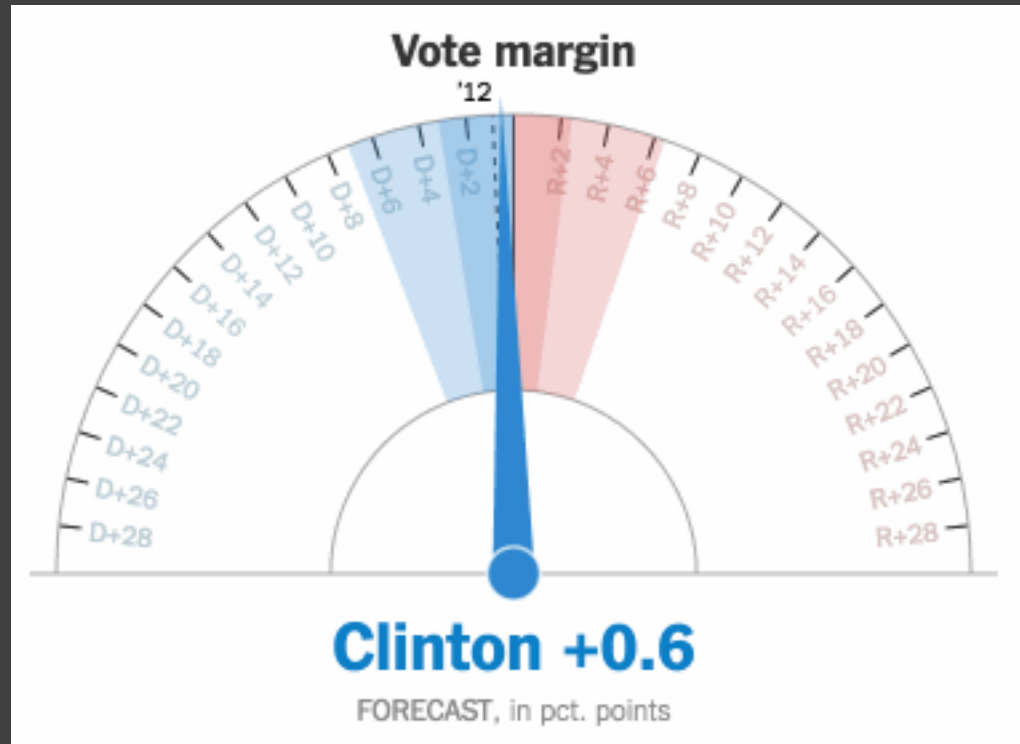 Vote margin
'12
D+28
D+26
D+24
D+22
D+20
D+18
D+16
D+14
D+12
D+10
D+8
D+6
D+4
D+2
R+2
R+4
R+6
R+8
R+10
R+12
R+14
R+16
R+18
R+20
R+22
R+24
R+26
R+28
Clinton +0.6
FORECAST, in pct. points